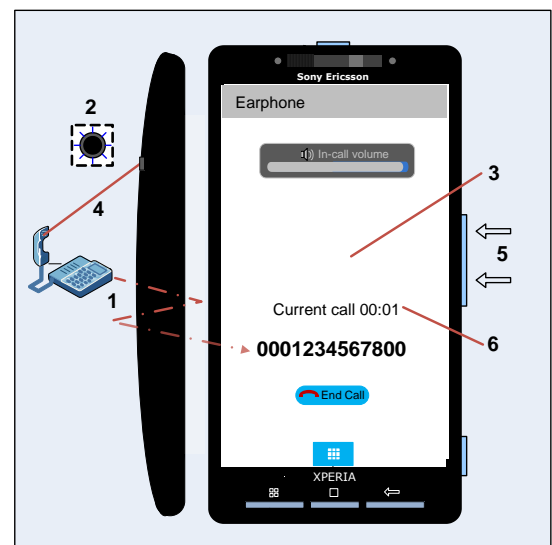 Sony Ericsson
Earphone
2
In-call volume
3
4
5
1
Current call 00:01
6
0001234567800
End Call
XPERIA